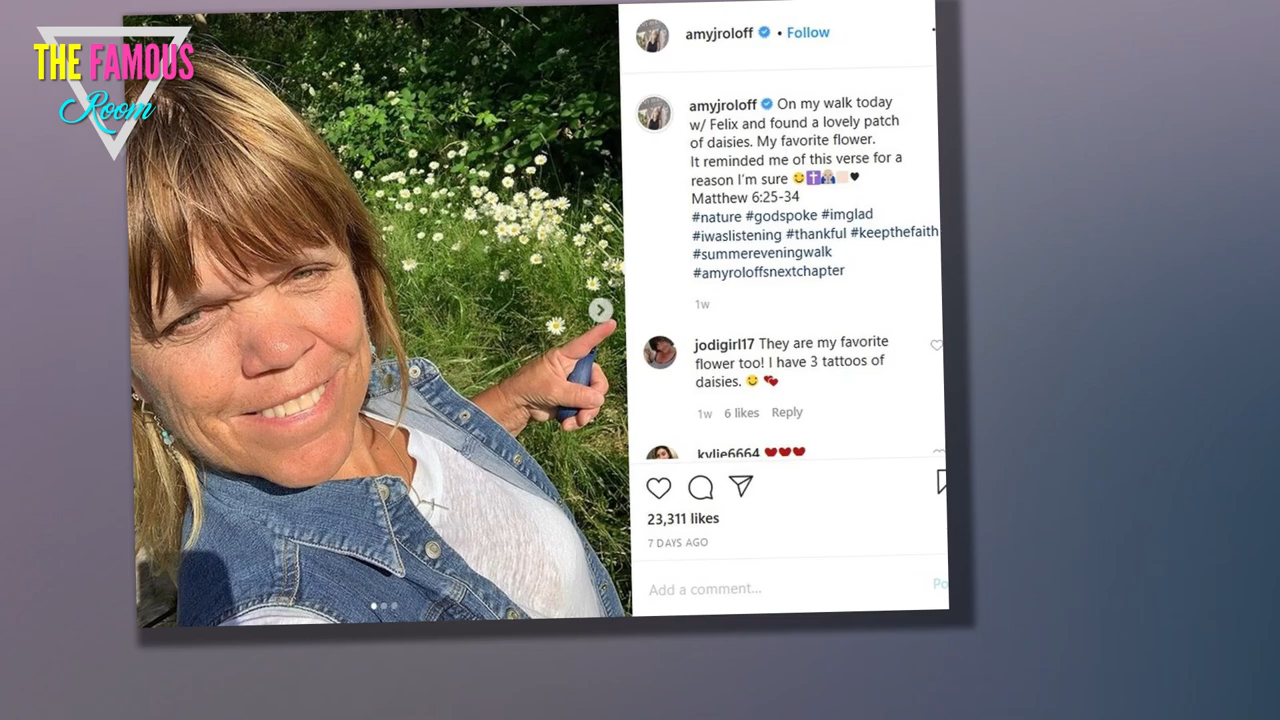 THE FAMOUS
Room
amyjroloff • Follow
amyjroloff On my walk today
w/ Felix and found a lovely patch
of daisies. My favorite flower.
It reminded me of this verse for a
reason I'm sure
Matthew 6:25-34
#nature #godspoke #imglad
#iwaslistening #thankful #keepthefaith
#summereveningwalk
#amyroloffsnextchapter
1w
jodigirl17 They are my favorite
flower too! I have 3 tattoos of
daisies.
1w 6 likes Reply
kylie6664
23,311 likes
7 DAYS AGO
Add a comment...
Po